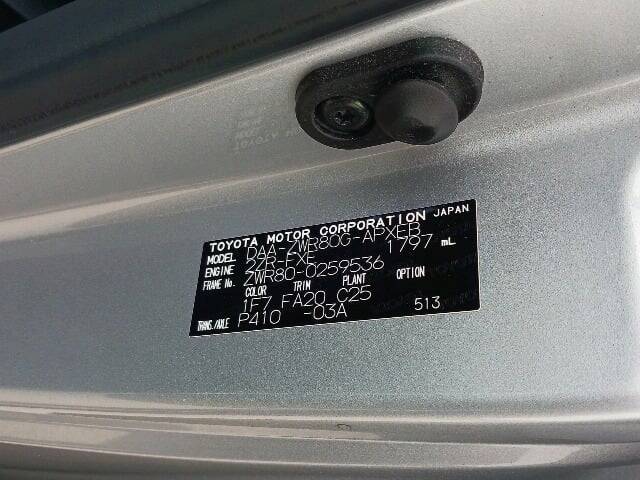 TOYOTA MOTOR CORPORATION JAPAN
MODEL DAA-ZWR80G-APXEB
ENGINE 2ZR-FXE 1797 mL
FRAME No. ZWR80-0259536
COLOR TRIM PLANT OPTION
1F7 FA20 C25
TRANS./AXLE P410 -03A 513